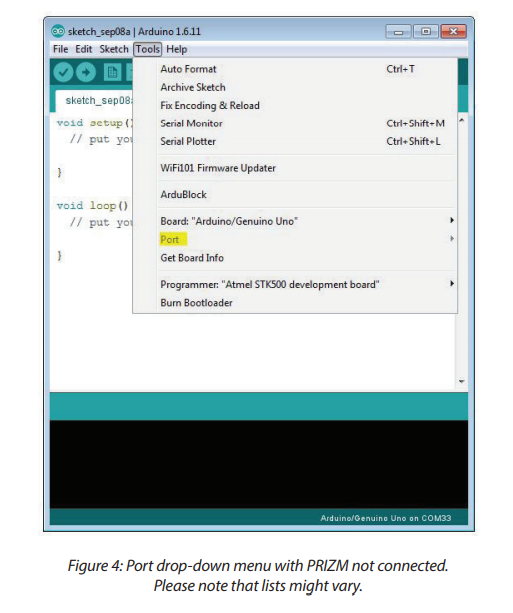 sketch_sep08a | Arduino 1.6.11
File Edit Sketch Tools Help
sketch_sep08
Auto Format Ctrl+T
Archive Sketch
Fix Encoding & Reload
Serial Monitor Ctrl+Shift+M
Serial Plotter Ctrl+Shift+L
WiFi101 Firmware Updater
ArduBlock
Board: "Arduino/Genuino Uno"
Port
Get Board Info
Programmer: "Atmel STK500 development board"
Burn Bootloader
void setup()
// put you
}
void loop()
// put you
}
Arduino/Genuino Uno on COM33
Figure 4: Port drop-down menu with PRIZM not connected.
Please note that lists might vary.